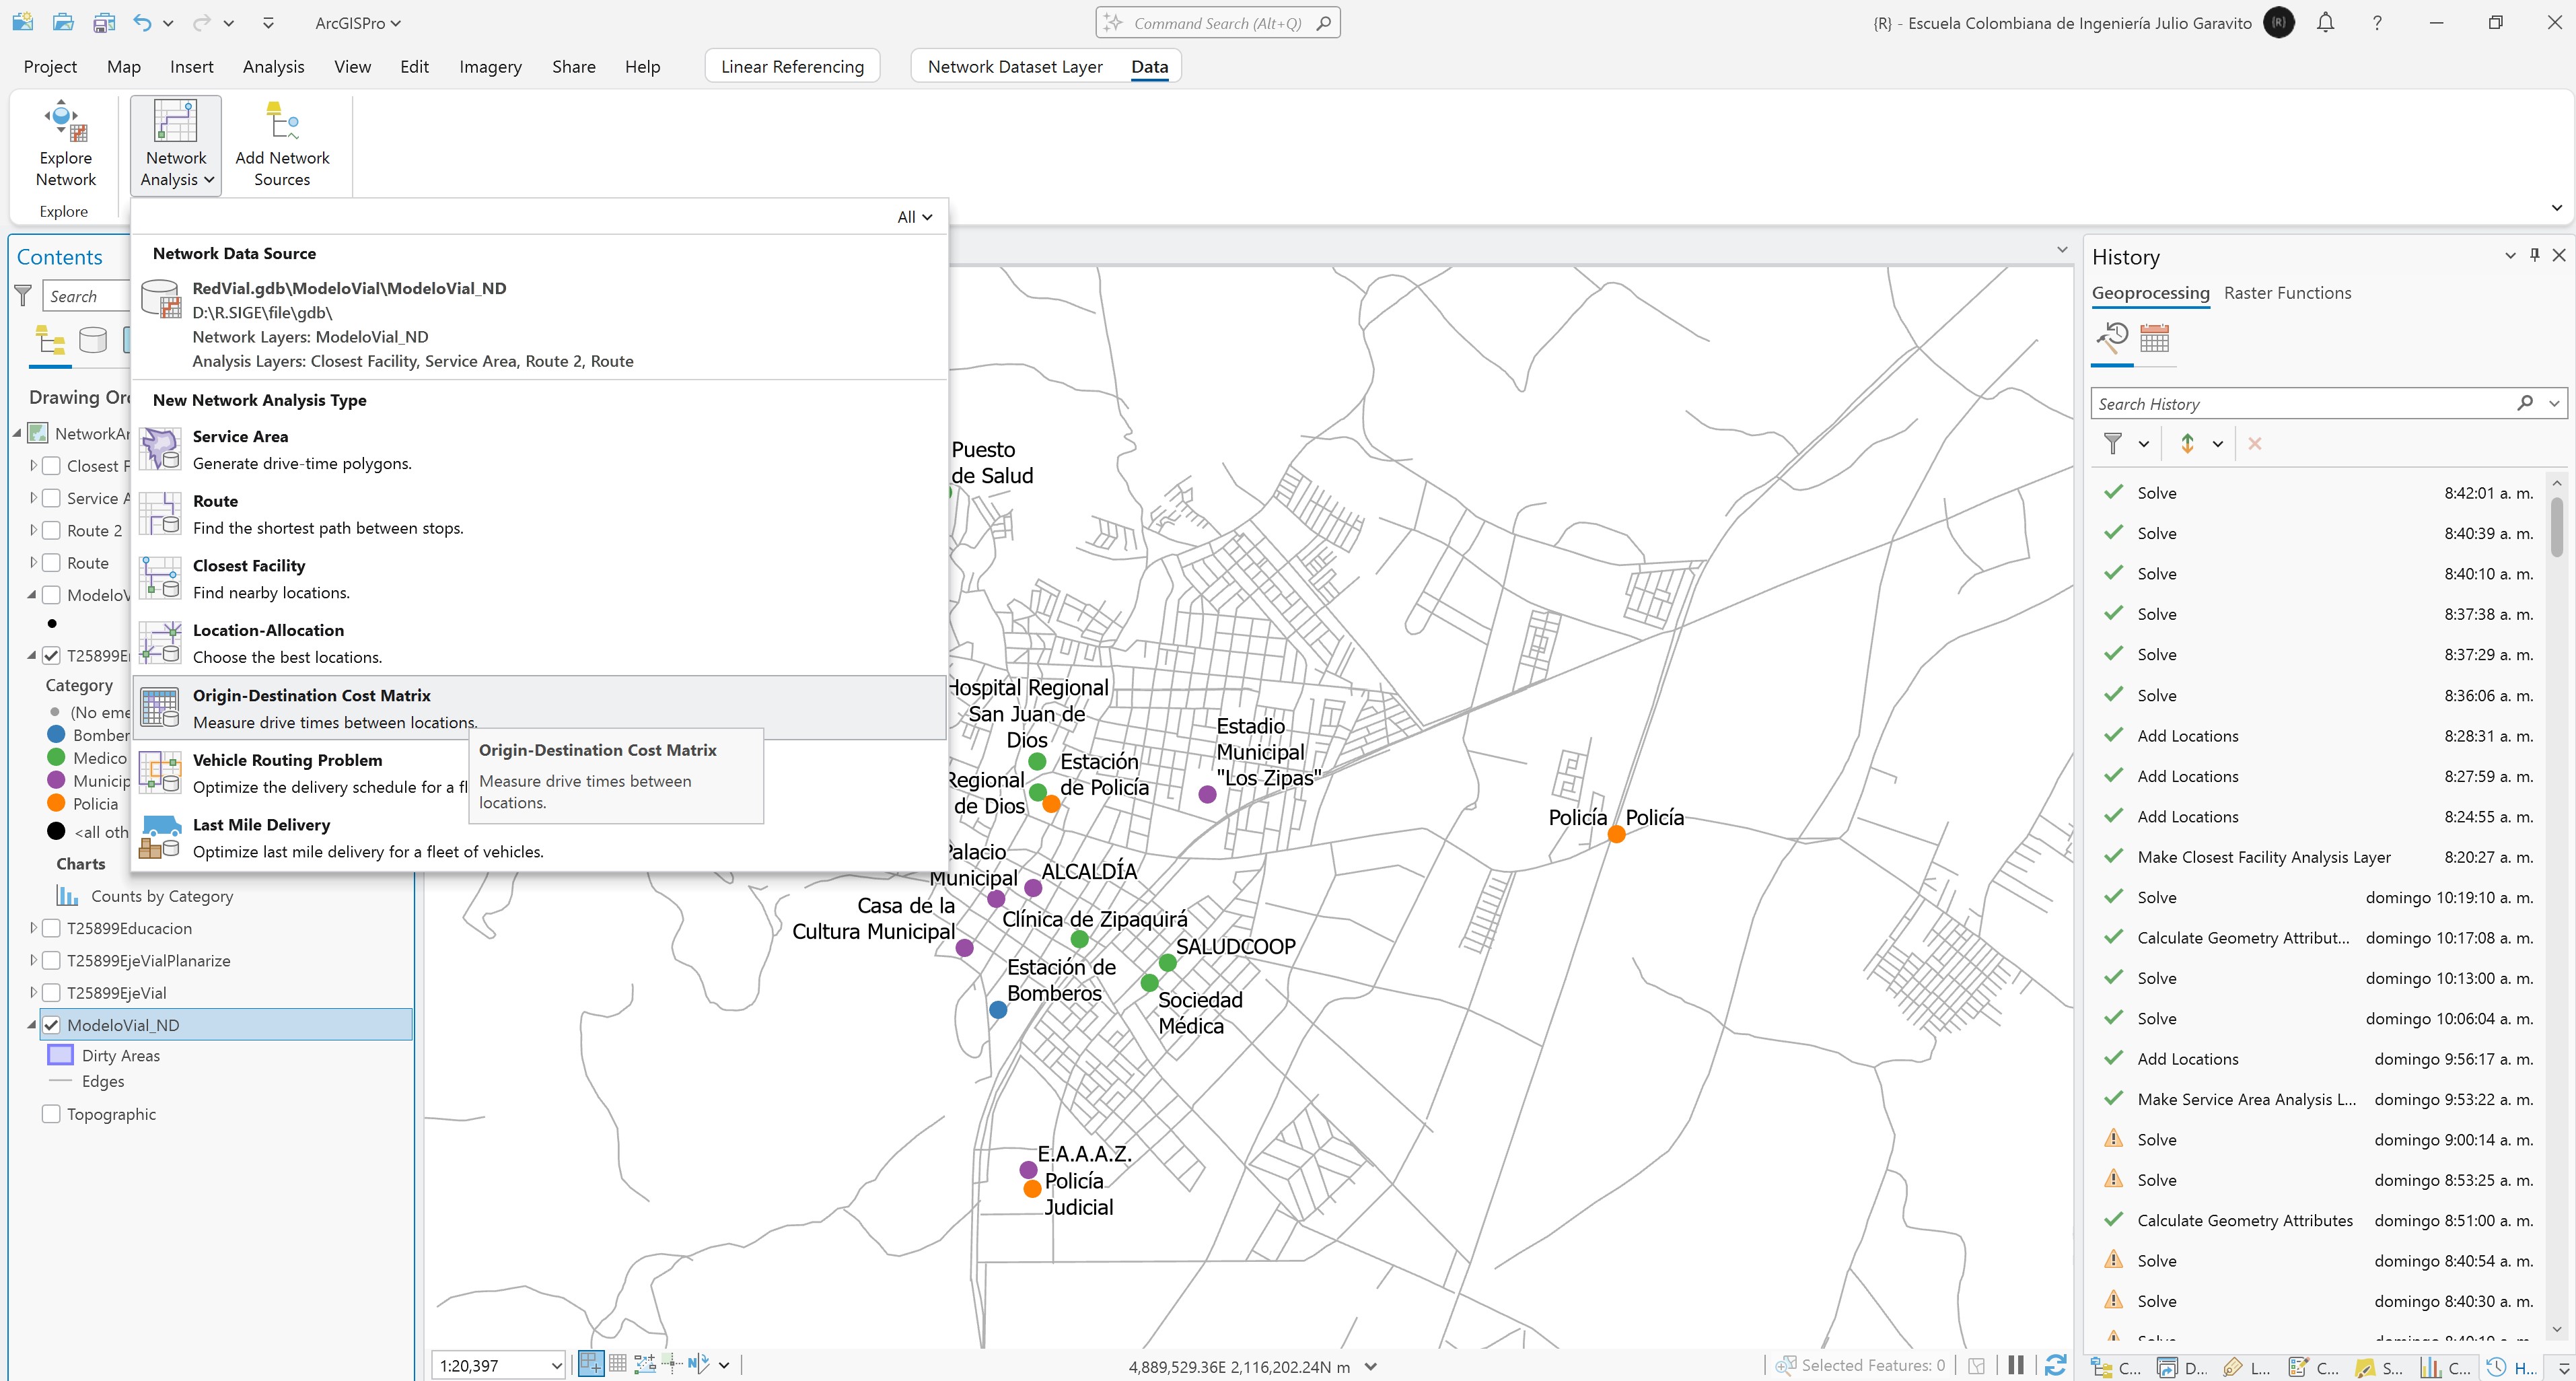 ArcGISPro
Command Search (Alt+Q)
{R} - Escuela Colombiana de Ingeniería Julio Garavito
{R}
Project
Map
Insert
Analysis
View
Edit
Imagery
Share
Help
Linear Referencing
Network Dataset Layer
Data
Explore
Network
Network
Analysis
Add Network
Sources
Explore
All
Network Data Source
RedVial.gdb\ModeloVial\ModeloVial_ND
D:\R.SIGE\file\gdb\
Network Layers: ModeloVial_ND
Analysis Layers: Closest Facility, Service Area, Route 2, Route
New Network Analysis Type
Service Area
Generate drive-time polygons.
Route
Find the shortest path between stops.
Closest Facility
Find nearby locations.
Location-Allocation
Choose the best locations.
Origin-Destination Cost Matrix
Measure drive times between locations.
Vehicle Routing Problem
Optimize the delivery schedule for a fl
Last Mile Delivery
Optimize last mile delivery for a fleet of vehicles.
Origin-Destination Cost Matrix
Measure drive times between
locations.
Contents
Search
Drawing Ord
NetworkAn
Closest F
Service A
Route 2
Route
ModeloV
T25899E
Category
(No eme
Bomber
Medico
Municip
Policia
<all oth
Charts
Counts by Category
T25899Educacion
T25899EjeVialPlanarize
T25899EjeVial
ModeloVial_ND
Dirty Areas
Edges
Topographic
Puesto
de Salud
Hospital Regional
San Juan de
Dios
Estación
de Policía
Regional
de Dios
Estadio
Municipal
"Los Zipas"
Policía
Policía
Palacio
Municipal
ALCALDÍA
Casa de la
Cultura Municipal
Clínica de Zipaquirá
SALUDCOOP
Estación de
Bomberos
Sociedad
Médica
E.A.A.A.Z.
Policía
Judicial
1:20,397
4,889,529.36E 2,116,202.24N m
Selected Features: 0
History
Geoprocessing
Raster Functions
Search History
Solve 8:42:01 a. m.
Solve 8:40:39 a. m.
Solve 8:40:10 a. m.
Solve 8:37:38 a. m.
Solve 8:37:29 a. m.
Solve 8:36:06 a. m.
Add Locations 8:28:31 a. m.
Add Locations 8:27:59 a. m.
Add Locations 8:24:55 a. m.
Make Closest Facility Analysis Layer 8:20:27 a. m.
Solve domingo 10:19:10 a. m.
Calculate Geometry Attribut... domingo 10:17:08 a. m.
Solve domingo 10:13:00 a. m.
Solve domingo 10:06:04 a. m.
Add Locations domingo 9:56:17 a. m.
Make Service Area Analysis L... domingo 9:53:22 a. m.
Solve domingo 9:00:14 a. m.
Solve domingo 8:53:25 a. m.
Calculate Geometry Attributes domingo 8:51:00 a. m.
Solve domingo 8:40:54 a. m.
Solve domingo 8:40:30 a. m.
C...
D...
L...
C...
S...
C...
H...